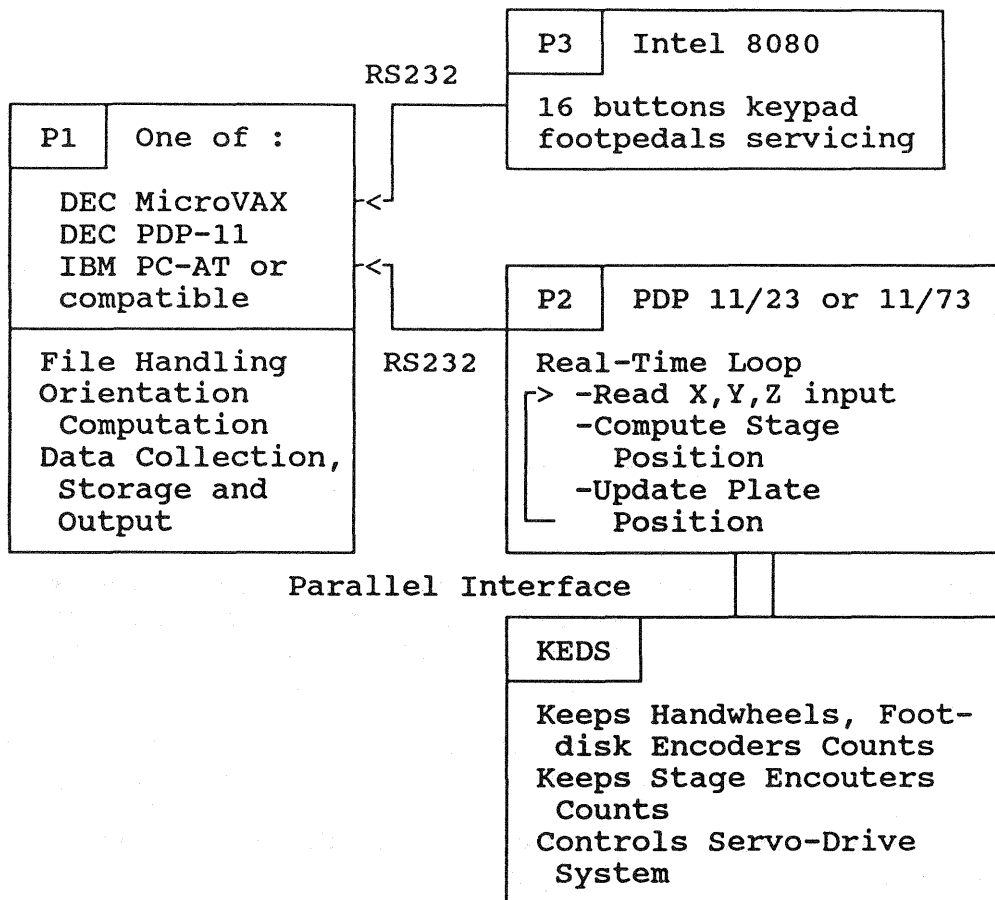 P3 Intel 8080
16 buttons keypad
footpedals servicing
RS232
P1 One of :
DEC MicroVAX
DEC PDP-11
IBM PC-AT or
compatible
File Handling
Orientation
Computation
Data Collection,
Storage and
Output
RS232
P2 PDP 11/23 or 11/73
Real-Time Loop
-Read X,Y,Z input
-Compute Stage
Position
-Update Plate
Position
Parallel Interface
KEDS
Keeps Handwheels, Foot-
disk Encoders Counts
Keeps Stage Encouters
Counts
Controls Servo-Drive
System